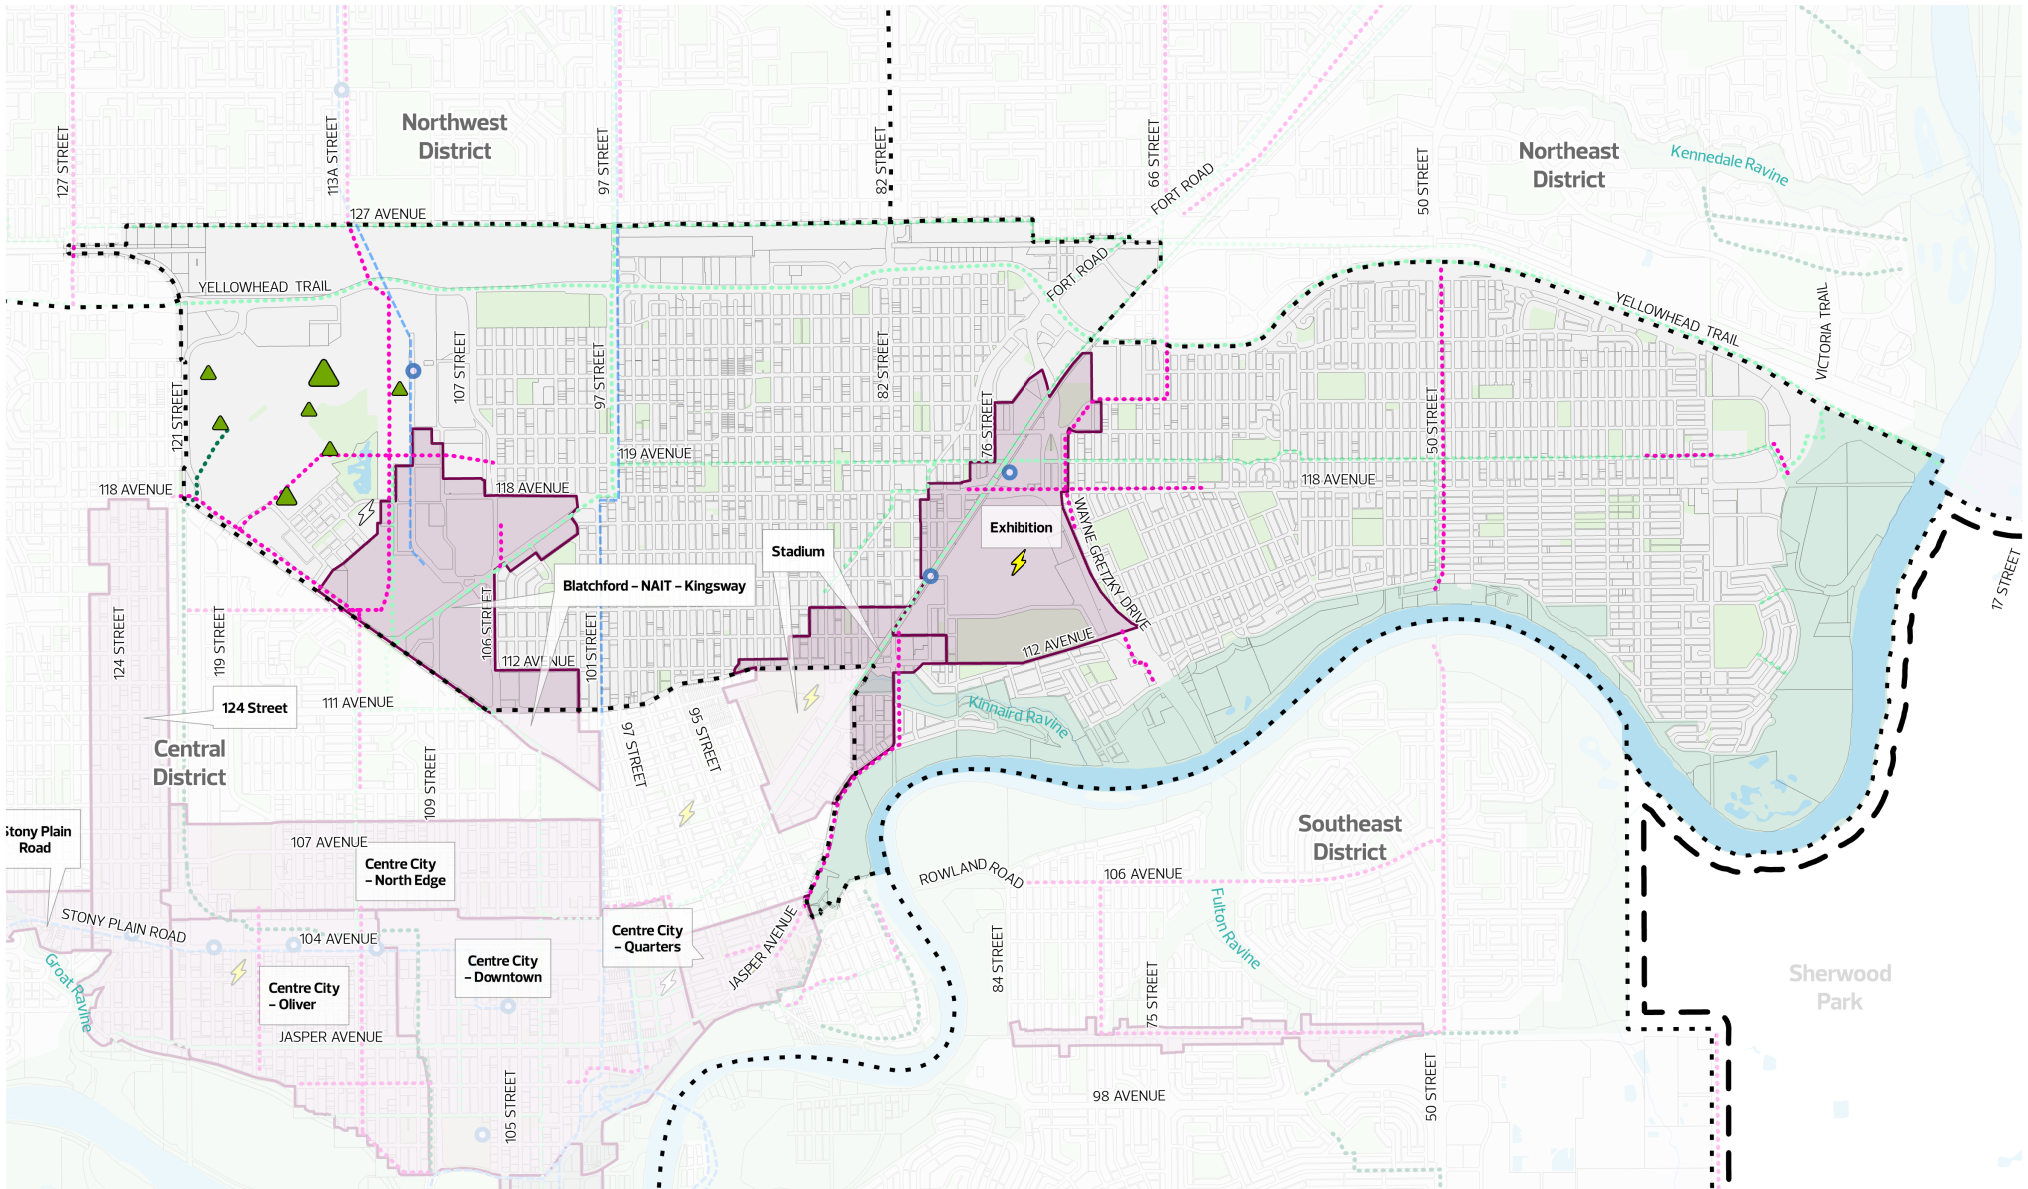 Northwest
District
Northeast
District
Kennedale Ravine
127 STREET
113A STREET
97 STREET
82 STREET
66 STREET
FORT ROAD
50 STREET
127 AVENUE
YELLOWHEAD TRAIL
FORT ROAD
YELLOWHEAD TRAIL
VICTORIA TRAIL
121 STREET
107 STREET
97 STREET
82 STREET
76 STREET
50 STREET
119 AVENUE
118 AVENUE
118 AVENUE
118 AVENUE
Exhibition
WAYNE GRETZKY DRIVE
Stadium
Blatchford – NAIT – Kingsway
17 STREET
124 STREET
119 STREET
106 STREET
101 STREET
112 AVENUE
112 AVENUE
124 Street
111 AVENUE
Kinnaird Ravine
97 STREET
95 STREET
Central
District
109 STREET
Stony Plain
Road
107 AVENUE
Centre City
– North Edge
Southeast
District
ROWLAND ROAD
106 AVENUE
Fulton Ravine
STONY PLAIN ROAD
104 AVENUE
Centre City
– Quarters
Centre City
– Downtown
JASPER AVENUE
84 STREET
Groat Ravine
Centre City
– Oliver
JASPER AVENUE
75 STREET
Sherwood
Park
105 STREET
98 AVENUE
50 STREET